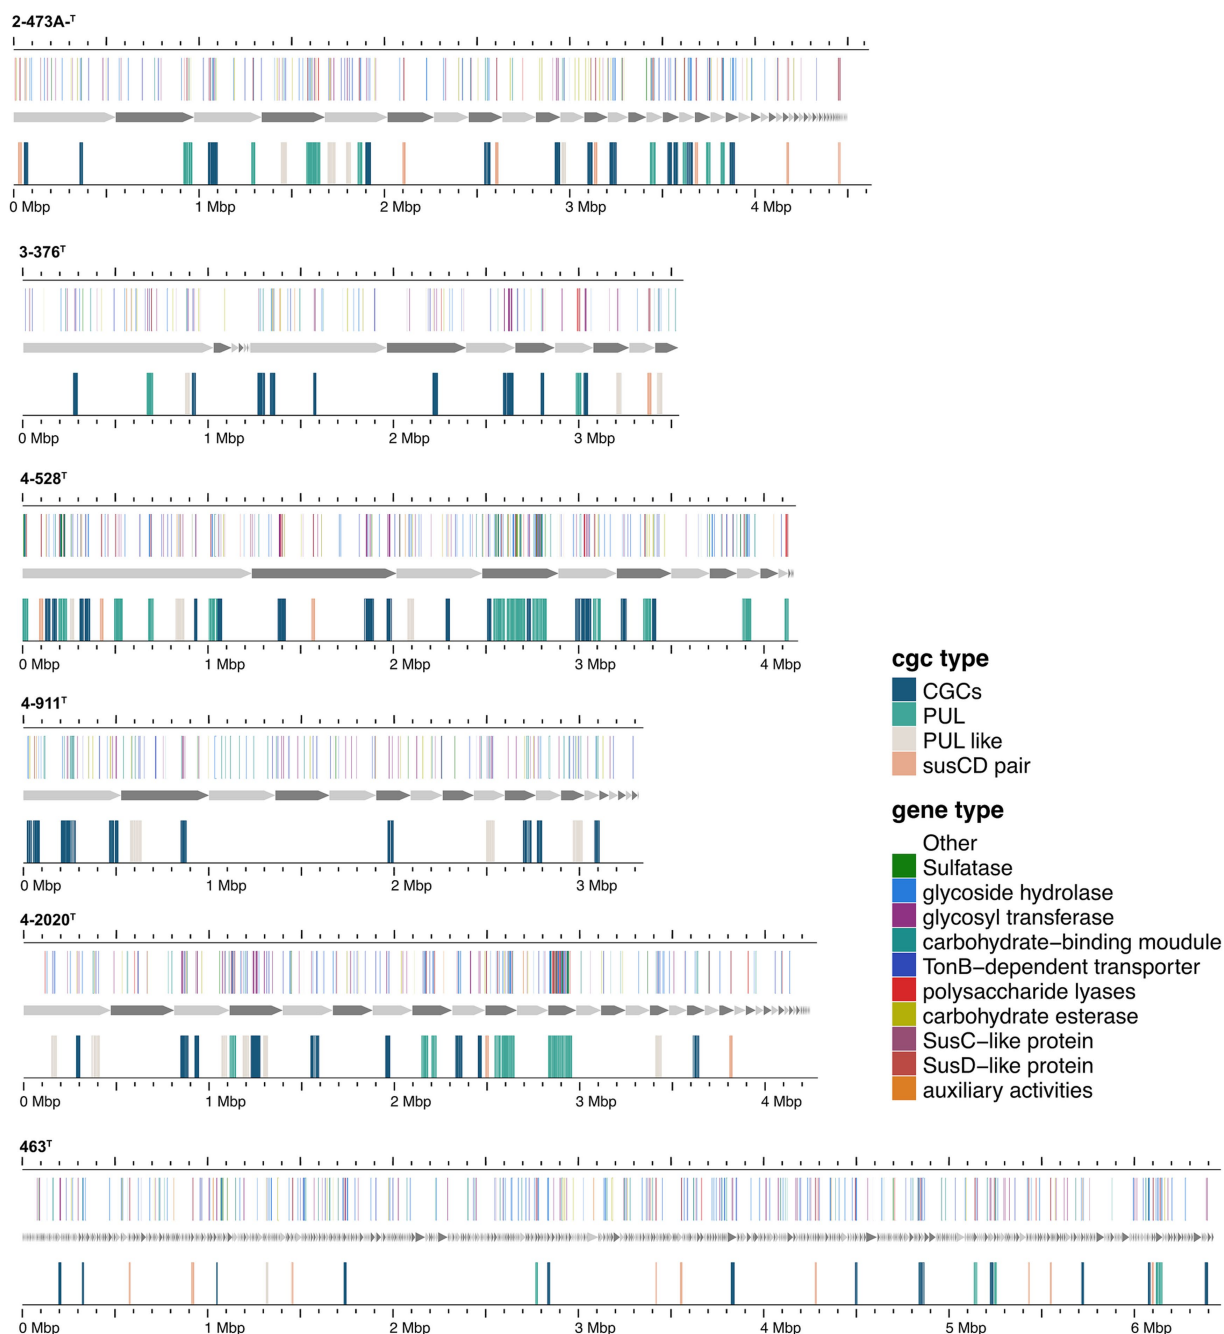 2-473A-T
0 Mbp 1 Mbp 2 Mbp 3 Mbp 4 Mbp
3-376T
0 Mbp 1 Mbp 2 Mbp 3 Mbp
4-528T
0 Mbp 1 Mbp 2 Mbp 3 Mbp 4 Mbp
4-911T
0 Mbp 1 Mbp 2 Mbp 3 Mbp
4-2020T
0 Mbp 1 Mbp 2 Mbp 3 Mbp 4 Mbp
463T
0 Mbp 1 Mbp 2 Mbp 3 Mbp 4 Mbp 5 Mbp 6 Mbp
cgc type
CGCs
PUL
PUL like
susCD pair
gene type
Other
Sulfatase
glycoside hydrolase
glycosyl transferase
carbohydrate−binding moudule
TonB−dependent transporter
polysaccharide lyases
carbohydrate esterase
SusC−like protein
SusD−like protein
auxiliary activities